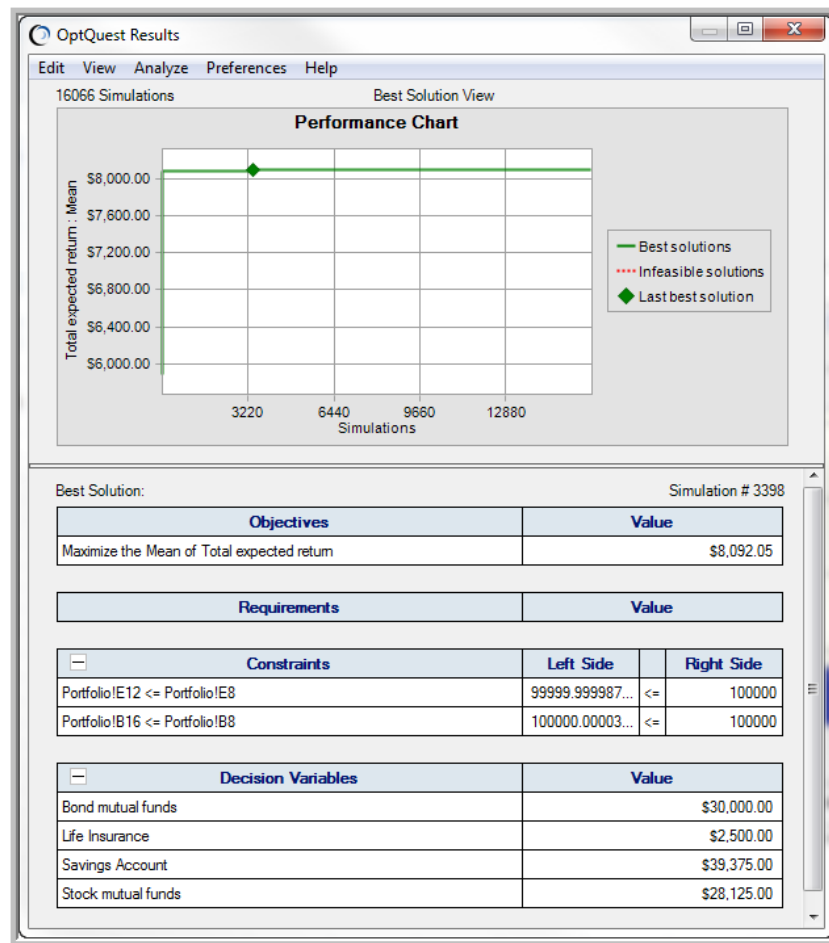 OptQuest Results
Edit View Analyze Preferences Help
16066 Simulations Best Solution View
Performance Chart
Total expected return : Mean
$8,000.00
$7,600.00
$7,200.00
$6,800.00
$6,400.00
$6,000.00
3220 6440 9660 12880
Simulations
Best solutions
Infeasible solutions
Last best solution
Best Solution: Simulation # 3398
Objectives Value
Maximize the Mean of Total expected return $8,092.05
Requirements Value
Constraints Left Side Right Side
Portfolio!E12 <= Portfolio!E8 99999.999987... <= 100000
Portfolio!B16 <= Portfolio!B8 100000.00003... <= 100000
Decision Variables Value
Bond mutual funds $30,000.00
Life Insurance $2,500.00
Savings Account $39,375.00
Stock mutual funds $28,125.00